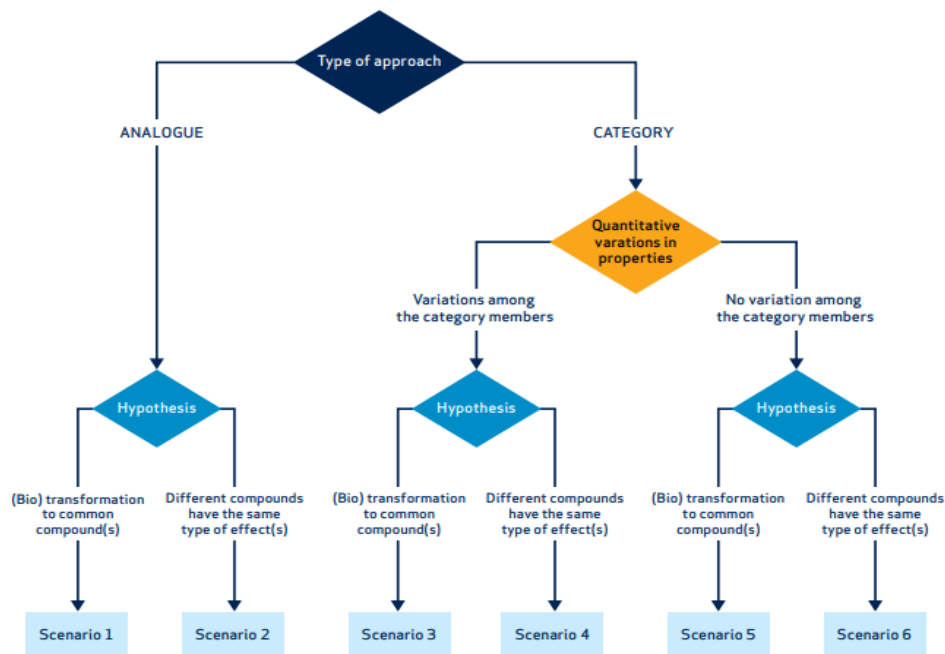 Type of approach
ANALOGUE
CATEGORY
Quantitative
varations in
properties
Variations among
the category members
No variation among
the category members
Hypothesis
Hypothesis
Hypothesis
(Bio) transformation
to common
compound(s)
Different compounds
have the same
type of effect(s)
(Bio) transformation
to common
compound(s)
Different compounds
have the same
type of effect(s)
(Bio) transformation
to common
compound(s)
Different compounds
have the same
type of effect(s)
Scenario 1
Scenario 2
Scenario 3
Scenario 4
Scenario 5
Scenario 6